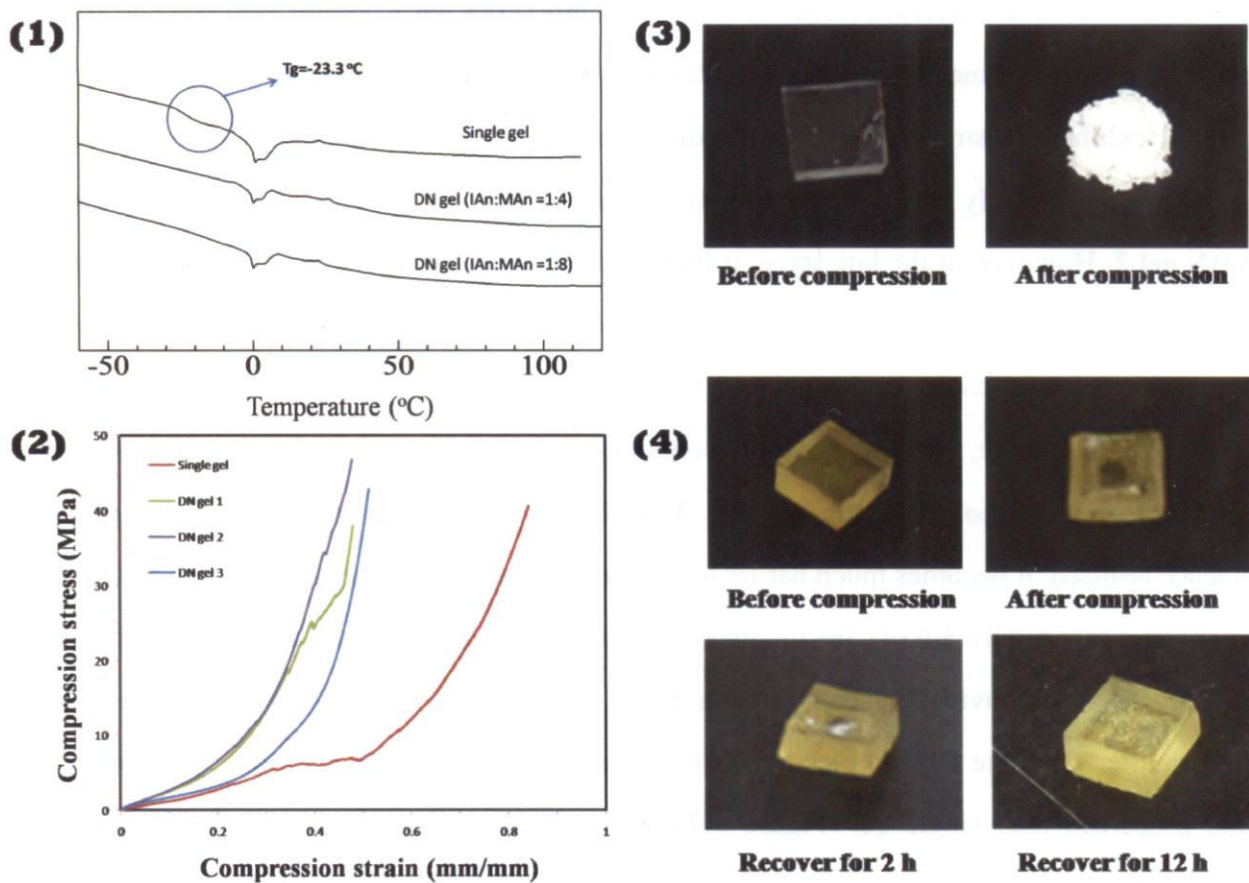 (1)
Tg=-23.3 °C
Single gel
DN gel (IAn:MAn =1:4)
DN gel (IAn:MAn =1:8)
-50 0 50 100
Temperature (°C)
(2)
50
40
30
20
10
0
Compression stress (MPa)
Single gel
DN gel 1
DN gel 2
DN gel 3
0 0.2 0.4 0.6 0.8 1
Compression strain (mm/mm)
(3)
Before compression
After compression
(4)
Before compression
After compression
Recover for 2 h
Recover for 12 h